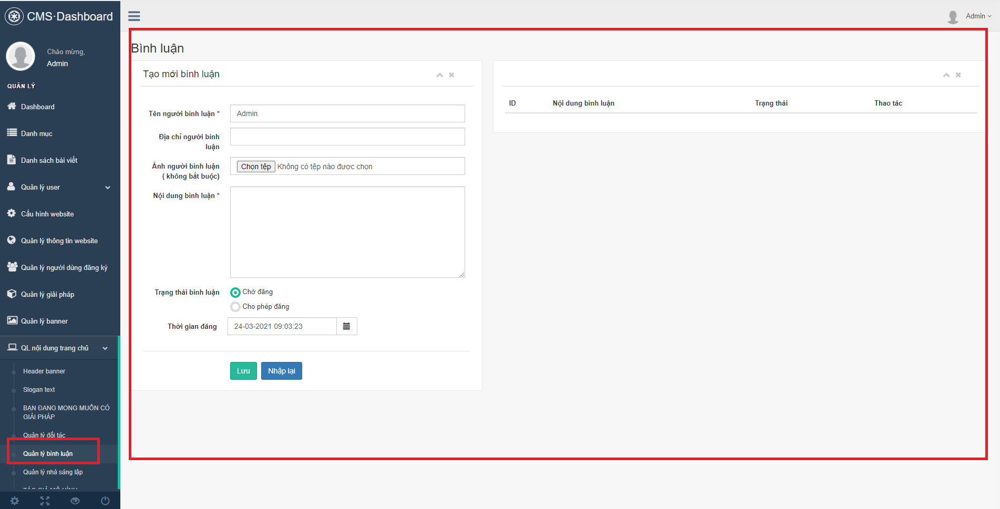 CMS·Dashboard
Admin
Chào mừng,
Admin
QUẢN LÝ
Dashboard
Danh mục
Danh sách bài viết
Quản lý user
Cấu hình website
Quản lý thông tin website
Quản lý người dùng đăng ký
Quản lý giải pháp
Quản lý banner
QL nội dung trang chủ
Header banner
Slogan text
BẠN ĐANG MONG MUỐN CÓ
GIẢI PHÁP
Quản lý đối tác
Quản lý bình luận
Quản lý nhà sáng lập
Bình luận
Tạo mới bình luận
Tên người bình luận *
Admin
Địa chỉ người bình
luận
Ảnh người bình luận
( không bắt buộc)
Chọn tệp Không có tệp nào được chọn
Nội dung bình luận *
Trạng thái bình luận
Chờ đăng
Cho phép đăng
Thời gian đăng
24-03-2021 09:03:23
Lưu
Nhập lại
ID Nội dung bình luận Trạng thái Thao tác